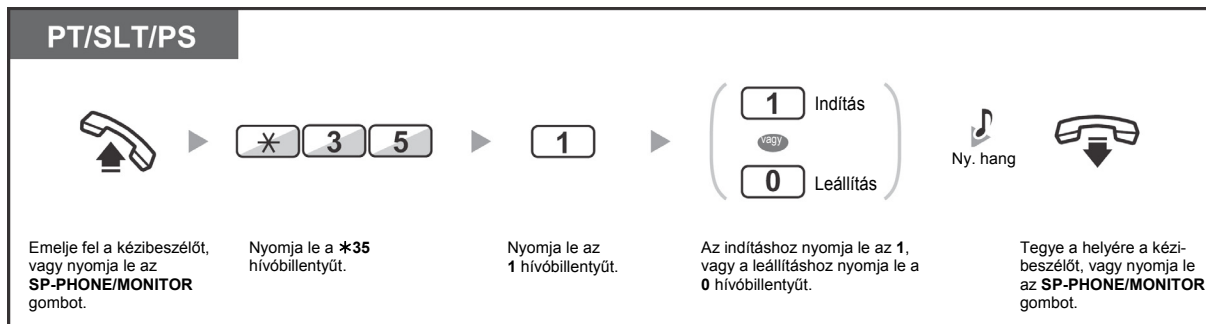 PT/SLT/PS
✳ 3 5
1
1 Indítás
vagy
0 Leállítás
Ny. hang
Emelje fel a kézibeszélőt,
vagy nyomja le az
SP-PHONE/MONITOR
gombot.
Nyomja le a ✳35
hívóbillentyűt.
Nyomja le az
1 hívóbillentyűt.
Az indításhoz nyomja le az 1,
vagy a leállításhoz nyomja le a
0 hívóbillentyűt.
Tegye a helyére a kézi-
beszélőt, vagy nyomja le
az SP-PHONE/MONITOR
gombot.